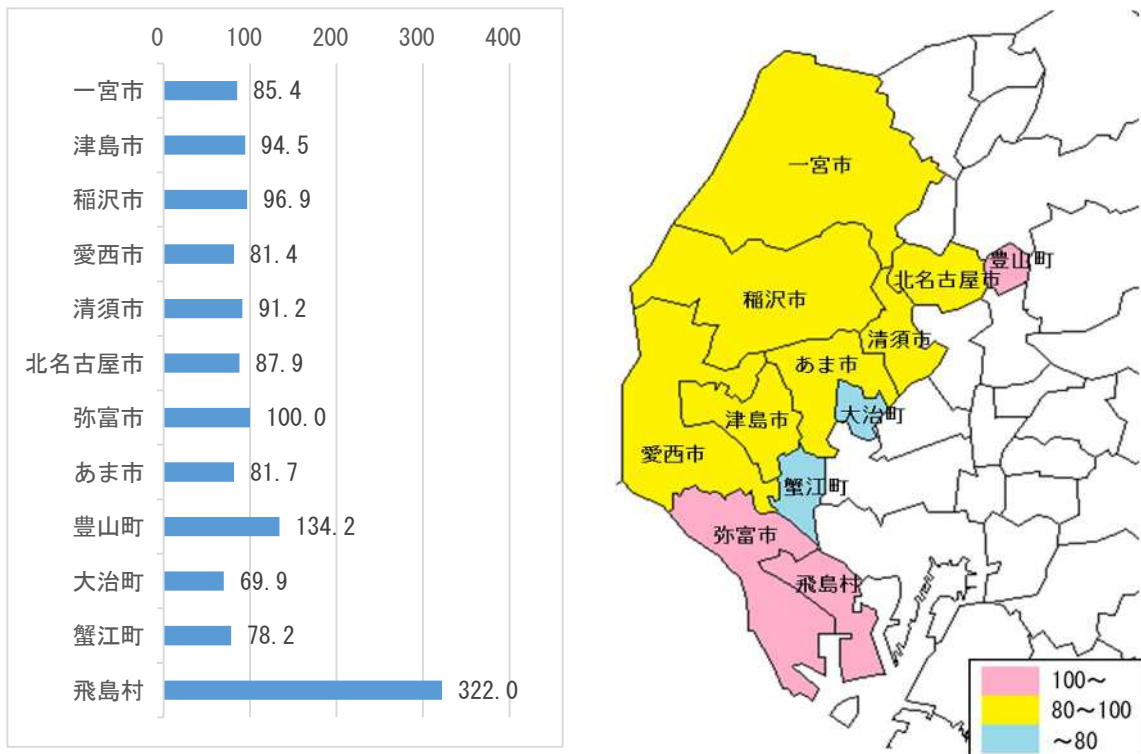 0 100 200 300 400
一宮市 85.4
津島市 94.5
稲沢市 96.9
愛西市 81.4
清須市 91.2
北名古屋市 87.9
弥富市 100.0
あま市 81.7
豊山町 134.2
大治町 69.9
蟹江町 78.2
飛島村 322.0
一宮市
豊山町
北名古屋市
稲沢市
清須市
あま市
大治町
津島市
愛西市
蟹江町
弥富市
飛島村
100～
80～100
～80